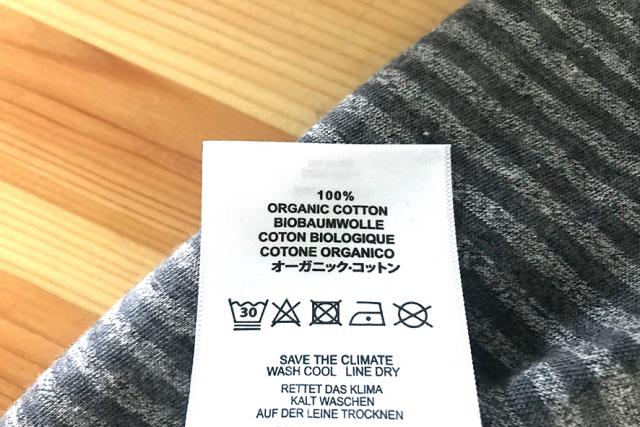 100%
ORGANIC COTTON
BIOBAUMWOLLE
COTON BIOLOGIQUE
COTONE ORGANICO
オーガニック·コットン
30
SAVE THE CLIMATE
WASH COOL LINE DRY
RETTET DAS KLIMA
KALT WASCHEN
AUF DER LEINE TROCKNEN